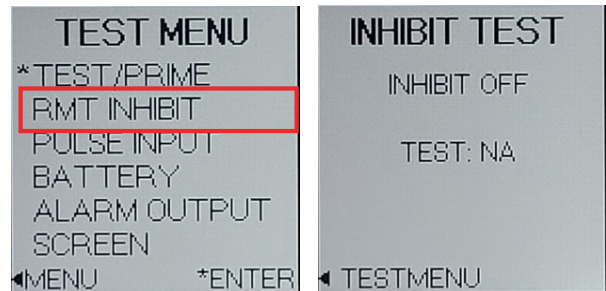 TEST MENU
*TEST/PRIME
RMT INHIBIT
PULSE INPUT
BATTERY
ALARM OUTPUT
SCREEN
◄MENU *ENTER
INHIBIT TEST
INHIBIT OFF
TEST: NA
◄ TESTMENU